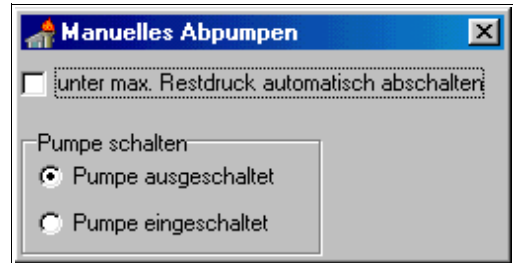 Manuelles Abpumpen
unter max. Restdruck automatisch abschalten
Pumpe schalten
Pumpe ausgeschaltet
Pumpe eingeschaltet